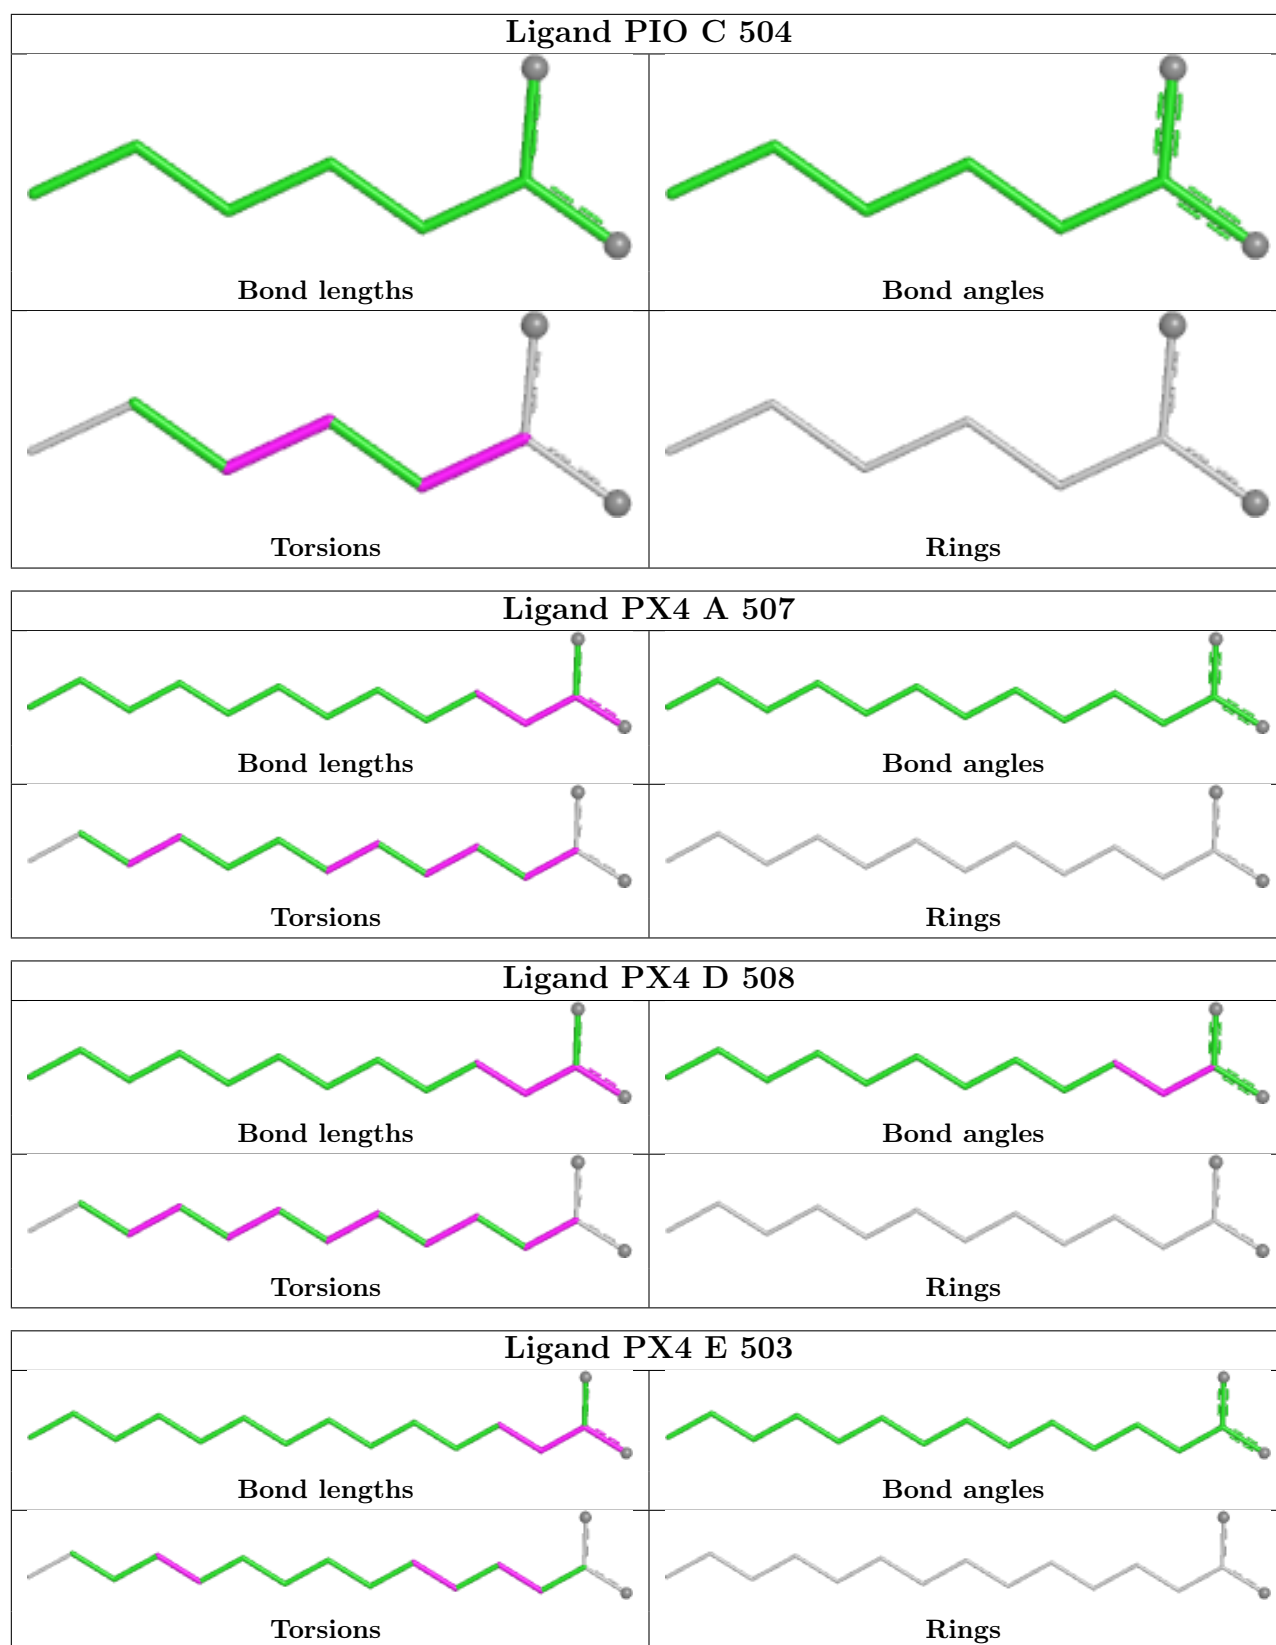 Ligand PIO C 504
Bond lengths
Bond angles
Torsions
Rings
Ligand PX4 A 507
Bond lengths
Bond angles
Torsions
Rings
Ligand PX4 D 508
Bond lengths
Bond angles
Torsions
Rings
Ligand PX4 E 503
Bond lengths
Bond angles
Torsions
Rings